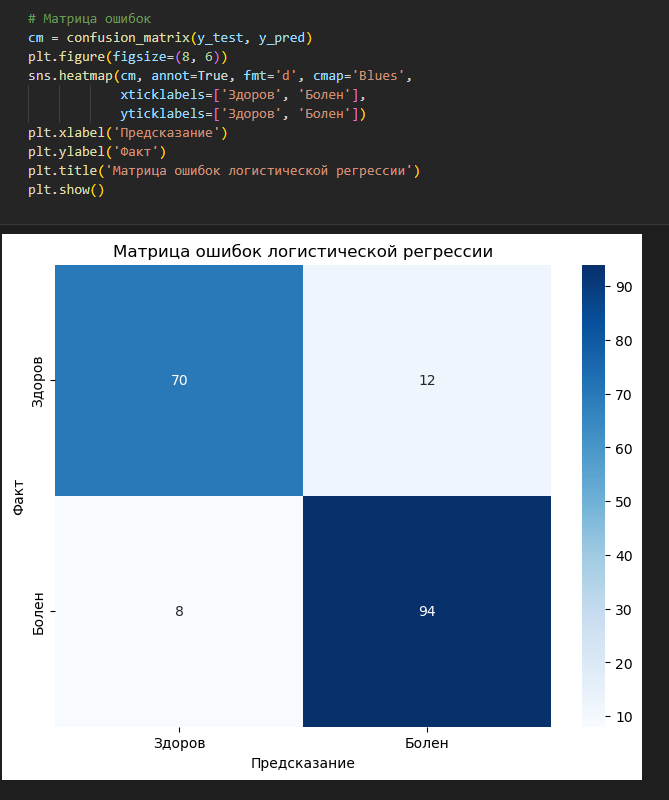 # Матрица ошибок
cm = confusion_matrix(y_test, y_pred)
plt.figure(figsize=(8, 6))
sns.heatmap(cm, annot=True, fmt='d', cmap='Blues',
            xticklabels=['Здоров', 'Болен'],
            yticklabels=['Здоров', 'Болен'])
plt.xlabel('Предсказание')
plt.ylabel('Факт')
plt.title('Матрица ошибок логистической регрессии')
plt.show()
Матрица ошибок логистической регрессии
Факт
Здоров
70
12
Болен
8
94
Здоров
Болен
Предсказание
90
80
70
60
50
40
30
20
10